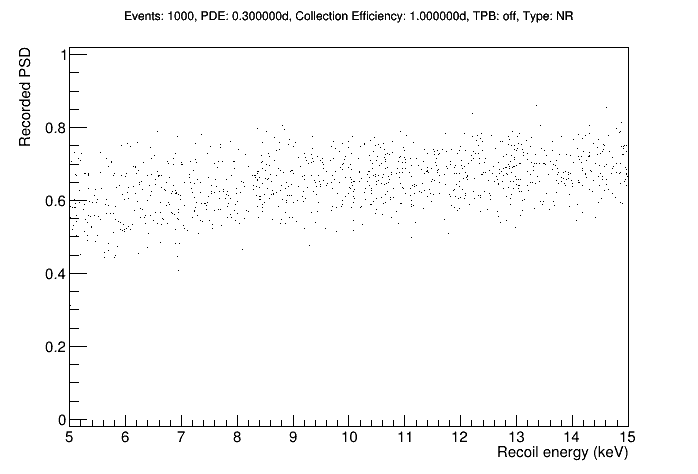 Events: 1000, PDE: 0.300000d, Collection Efficiency: 1.000000d, TPB: off, Type: NR
Recorded PSD
1
0.8
0.6
0.4
0.2
0
5 6 7 8 9 10 11 12 13 14 15
Recoil energy (keV)